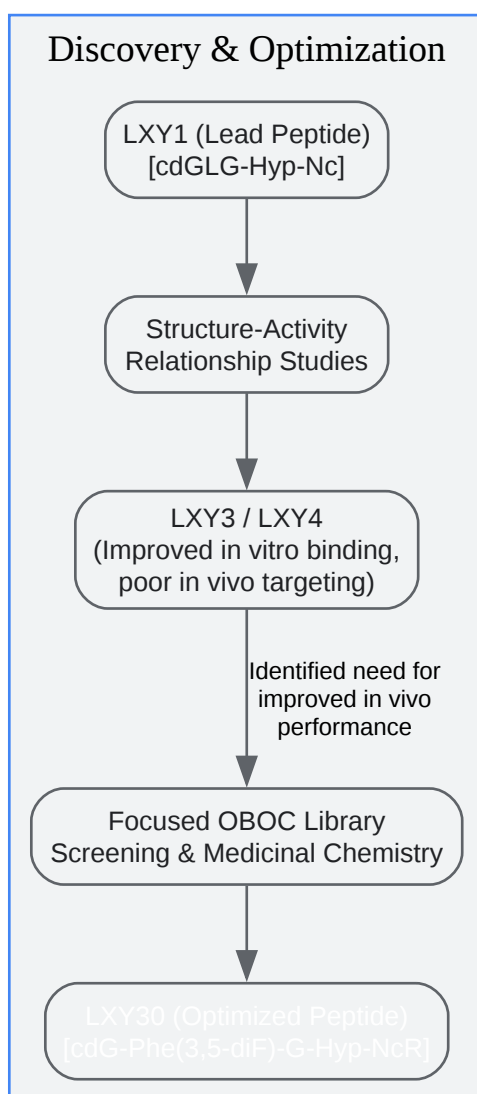 Discovery & Optimization
LXY1 (Lead Peptide)
[cdGLG-Hyp-Nc]
Structure-Activity
Relationship Studies
LXY3 / LXY4
(Improved in vitro binding,
poor in vivo targeting)
Identified need for
improved in vivo
performance
Focused OBOC Library
Screening & Medicinal Chemistry
LXY30 (Optimized Peptide)
[cdG-Phe(3,5-diF)-G-Hyp-NcR]